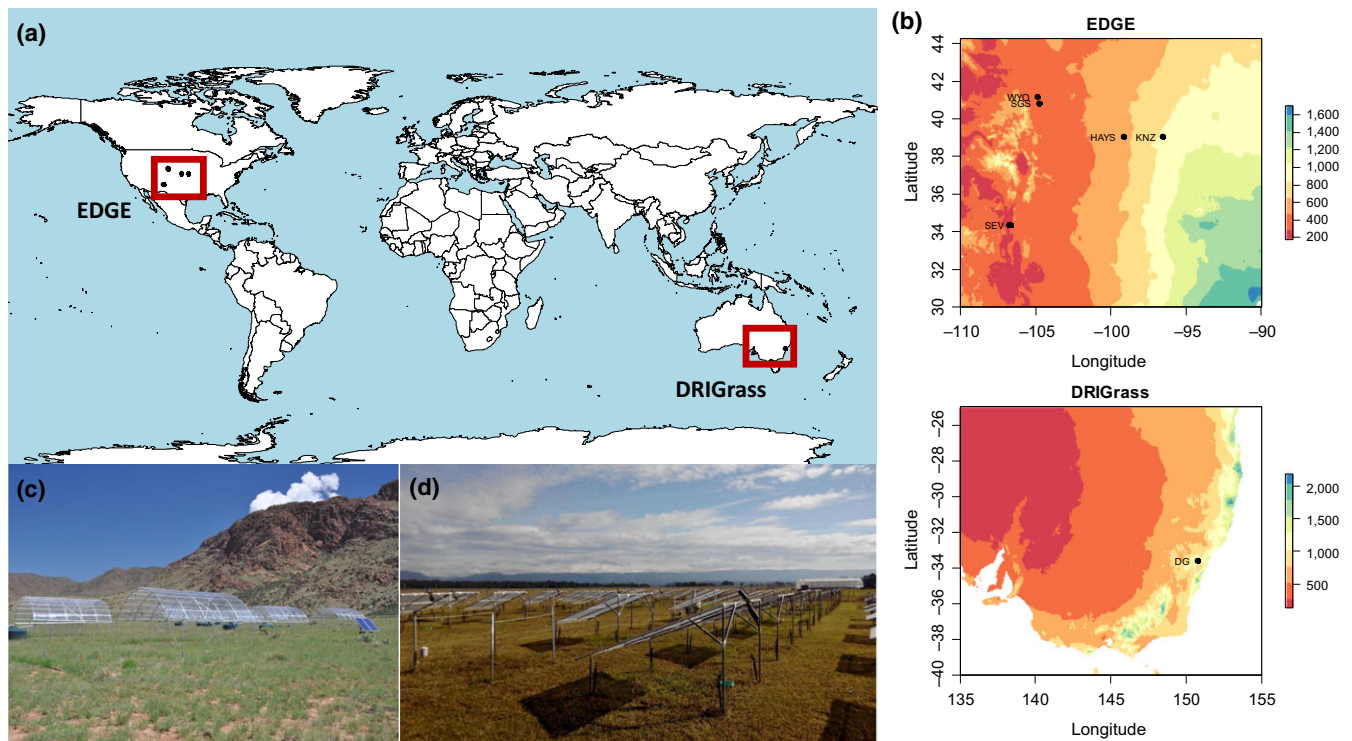 (a)
EDGE
DRIGrass
(b)
EDGE
Latitude
44
42
40
38
36
34
32
30
WYO
SGS
HAYS
KNZ
SEV
−110
−105
−100
−95
−90
Longitude
1,600
1,400
1,200
1,000
800
600
400
200
DRIGrass
Latitude
−26
−28
−30
−32
−34
−36
−38
−40
DG
135
140
145
150
155
Longitude
2,000
1,500
1,000
500
(c)
(d)